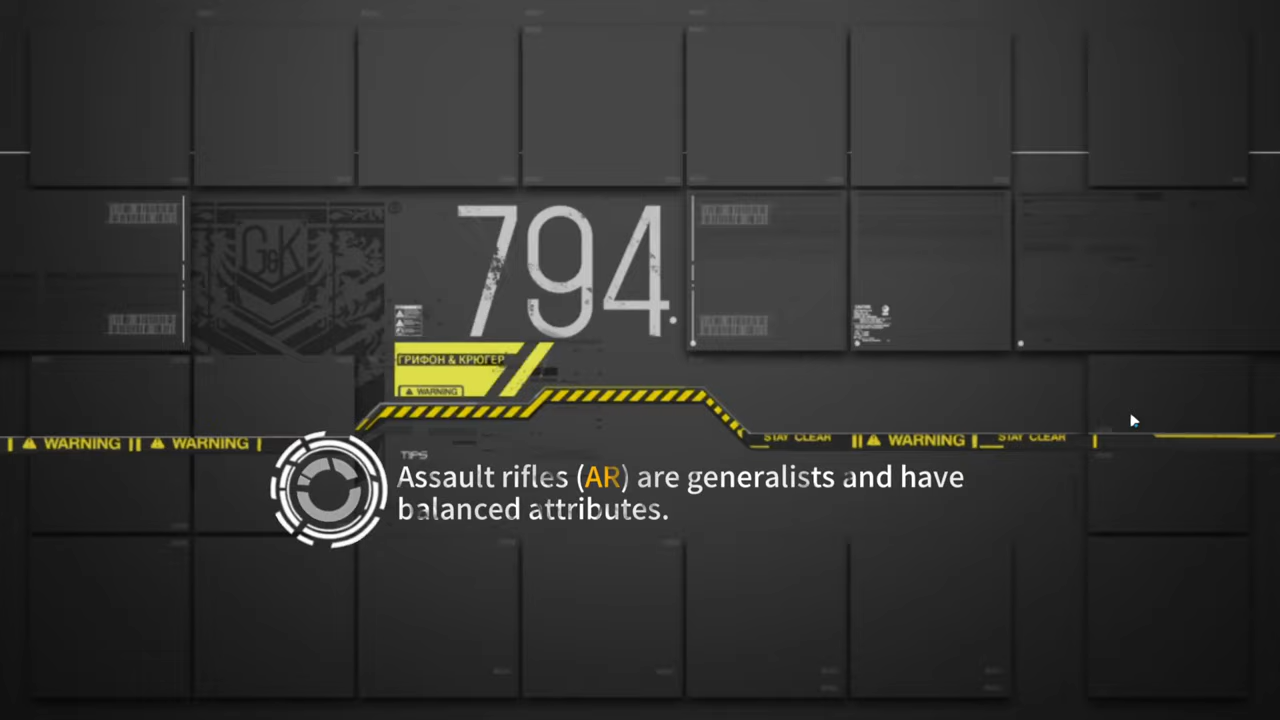 G&K
794.
ГРИФОН & КРЮГЕР
WARNING
WARNING
WARNING
STAY CLEAR
WARNING
STAY CLEAR
TIPS
Assault rifles (AR) are generalists and have
balanced attributes.